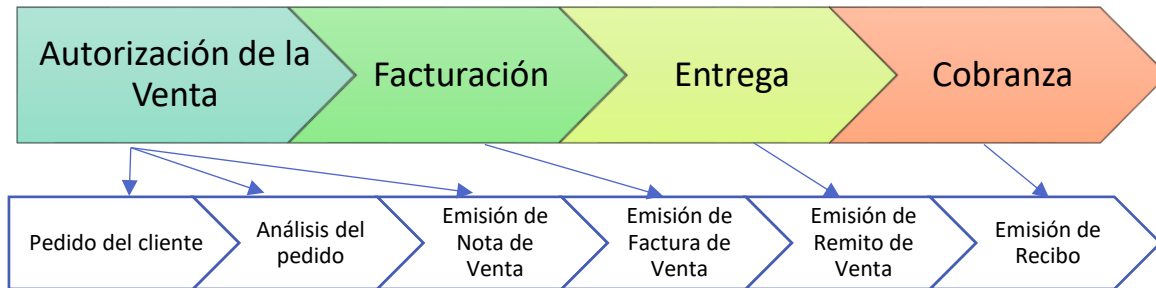 Autorización de la
Venta
Facturación
Entrega
Cobranza
Pedido del cliente
Análisis del
pedido
Emisión de
Nota de
Venta
Emisión de
Factura de
Venta
Emisión de
Remito de
Venta
Emisión de
Recibo